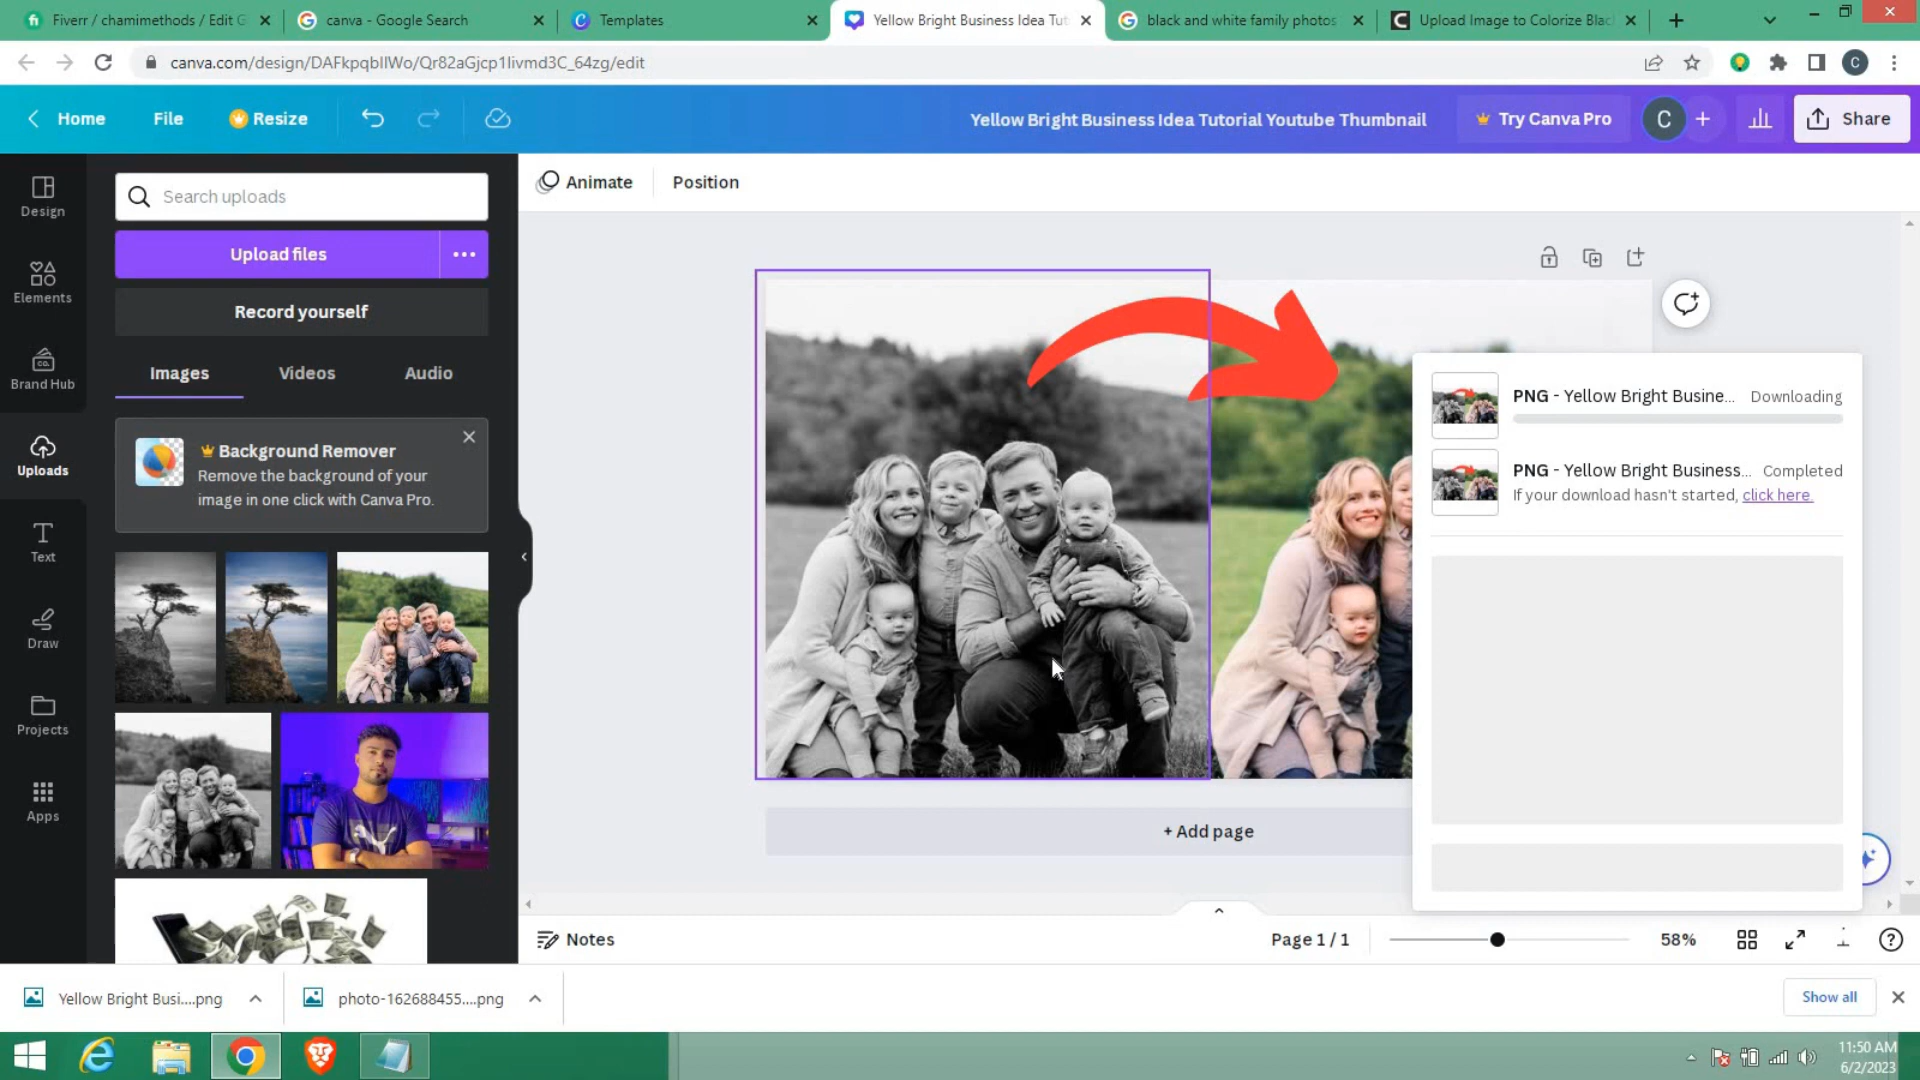 Fiverr / chamimethods / Edit G
canva - Google Search
Templates
Yellow Bright Business Idea Tut
black and white family photos
Upload Image to Colorize Blac
canva.com/design/DAFkpqbIlWo/Qr82aGjcp1Iivmd3C_64zg/edit
C
Home
File
Resize
Yellow Bright Business Idea Tutorial Youtube Thumbnail
Try Canva Pro
C
Share
Design
Elements
Brand Hub
Uploads
Text
Draw
Projects
Apps
Search uploads
Upload files
Record yourself
Images
Videos
Audio
Background Remover
Remove the background of your
image in one click with Canva Pro.
Animate
Position
PNG - Yellow Bright Busine... Downloading
PNG - Yellow Bright Business... Completed
If your download hasn't started, click here.
+ Add page
Notes
Page 1 / 1
58%
Yellow Bright Busi....png
photo-162688455....png
Show all
11:50 AM
6/2/2023